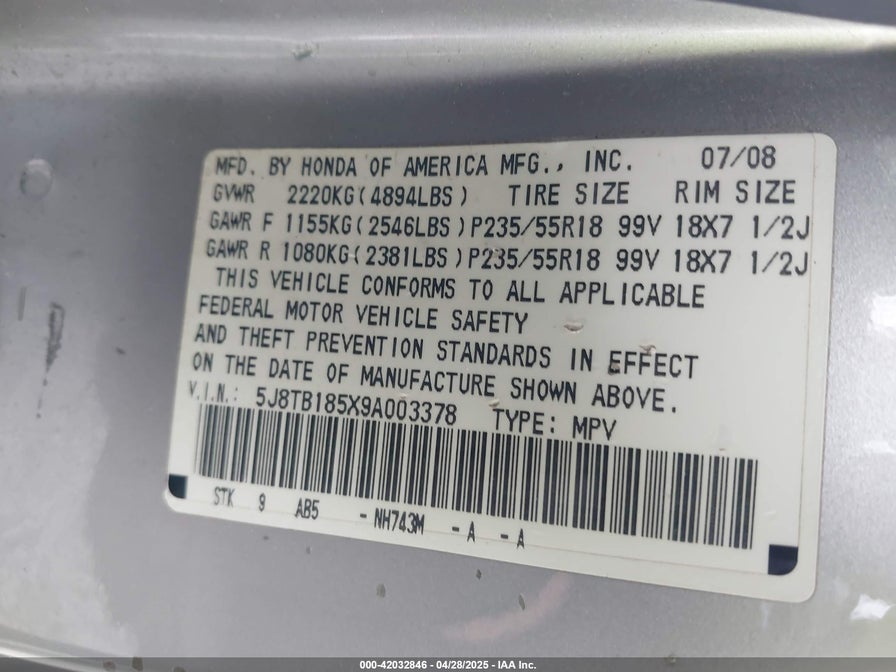 MFD. BY HONDA OF AMERICA MFG., INC. 07/08
GVWR 2220KG(4894LBS) TIRE SIZE RIM SIZE
GAWR F 1155KG(2546LBS)P235/55R18 99V 18X7 1/2J
GAWR R 1080KG(2381LBS)P235/55R18 99V 18X7 1/2J
THIS VEHICLE CONFORMS TO ALL APPLICABLE
FEDERAL MOTOR VEHICLE SAFETY
AND THEFT PREVENTION STANDARDS IN EFFECT
ON THE DATE OF MANUFACTURE SHOWN ABOVE.
V.I.N.: 5J8TB185X9A003378 TYPE: MPV
STK 9 AB5 - NH743M - A - A
000-42032846 - 04/28/2025 - IAA Inc.